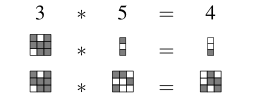 3 * 5 = 4
* =
* =